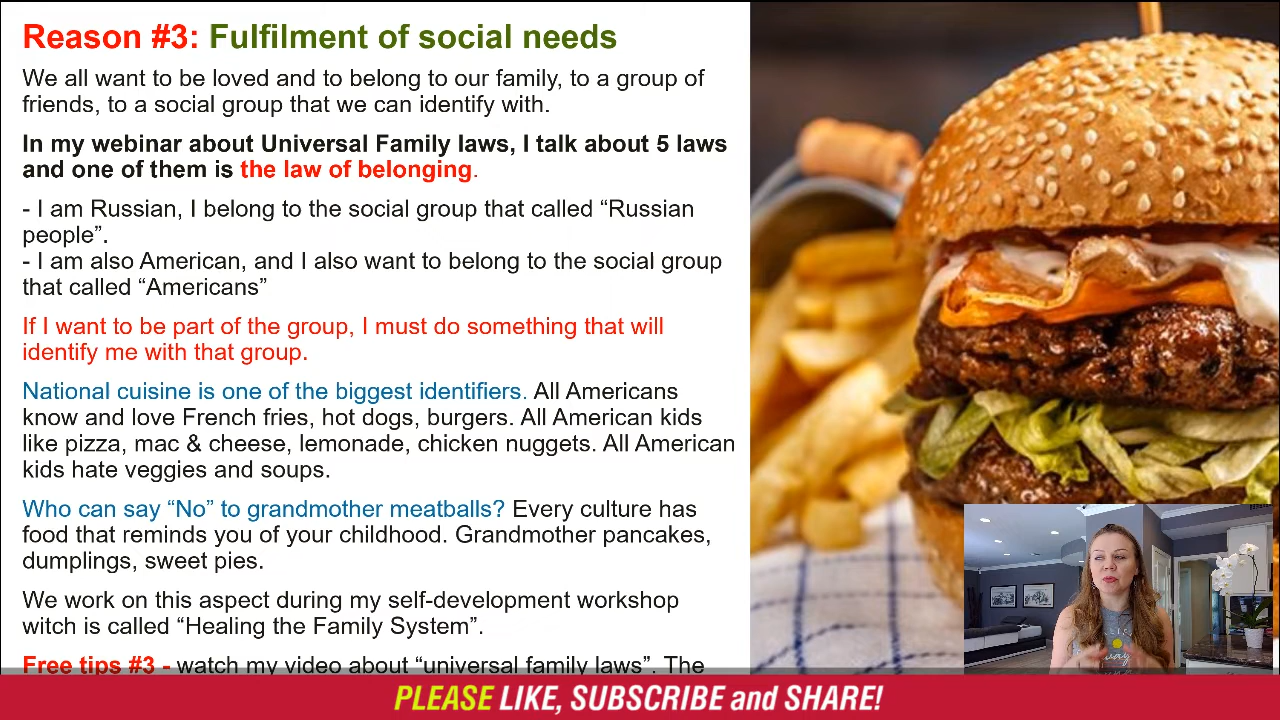 Reason #3: Fulfilment of social needs
We all want to be loved and to belong to our family, to a group of
friends, to a social group that we can identify with.
In my webinar about Universal Family laws, I talk about 5 laws
and one of them is the law of belonging.
- I am Russian, I belong to the social group that called “Russian
people”.
- I am also American, and I also want to belong to the social group
that called “Americans”
If I want to be part of the group, I must do something that will
identify me with that group.
National cuisine is one of the biggest identifiers. All Americans
know and love French fries, hot dogs, burgers. All American kids
like pizza, mac & cheese, lemonade, chicken nuggets. All American
kids hate veggies and soups.
Who can say “No” to grandmother meatballs? Every culture has
food that reminds you of your childhood. Grandmother pancakes,
dumplings, sweet pies.
We work on this aspect during my self-development workshop
witch is called “Healing the Family System”.
Free tips #3 - watch my video about “universal family laws”. The
PLEASE LIKE, SUBSCRIBE and SHARE!